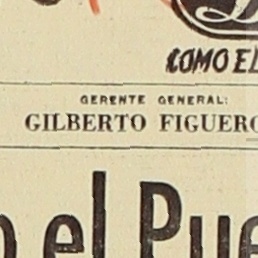 COMO EL
GERENTE GENERAL:
GILBERTO FIGUERO
el Pue